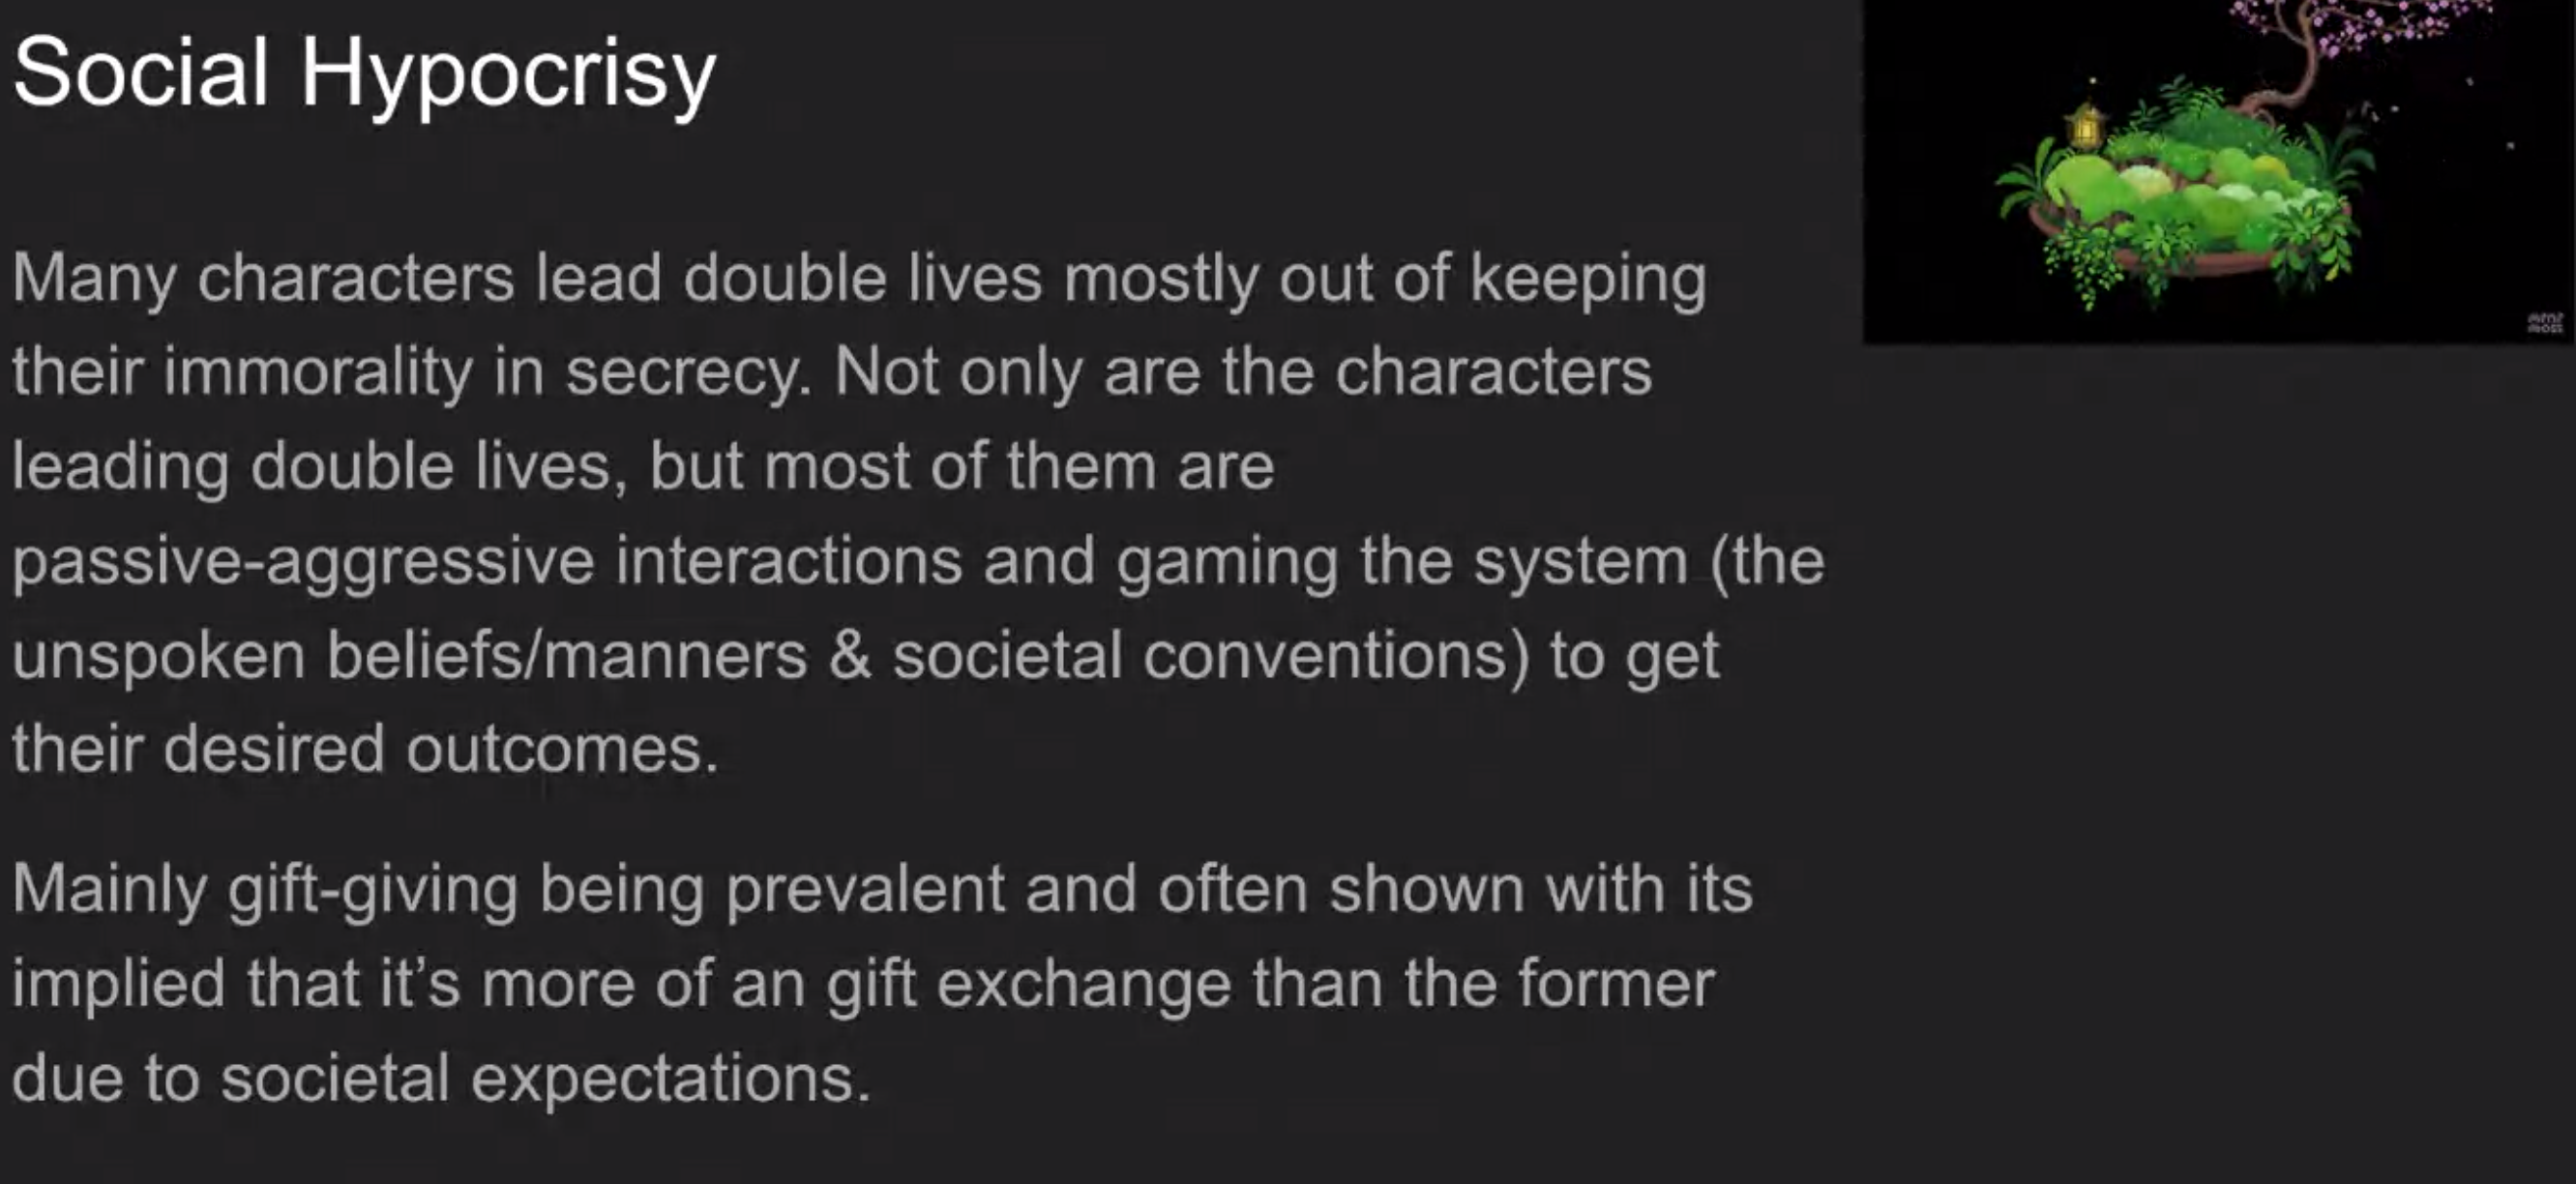 Social Hypocrisy
Many characters lead double lives mostly out of keeping
their immorality in secrecy. Not only are the characters
leading double lives, but most of them are
passive-aggressive interactions and gaming the system (the
unspoken beliefs/manners & societal conventions) to get
their desired outcomes.
Mainly gift-giving being prevalent and often shown with its
implied that it’s more of an gift exchange than the former
due to societal expectations.